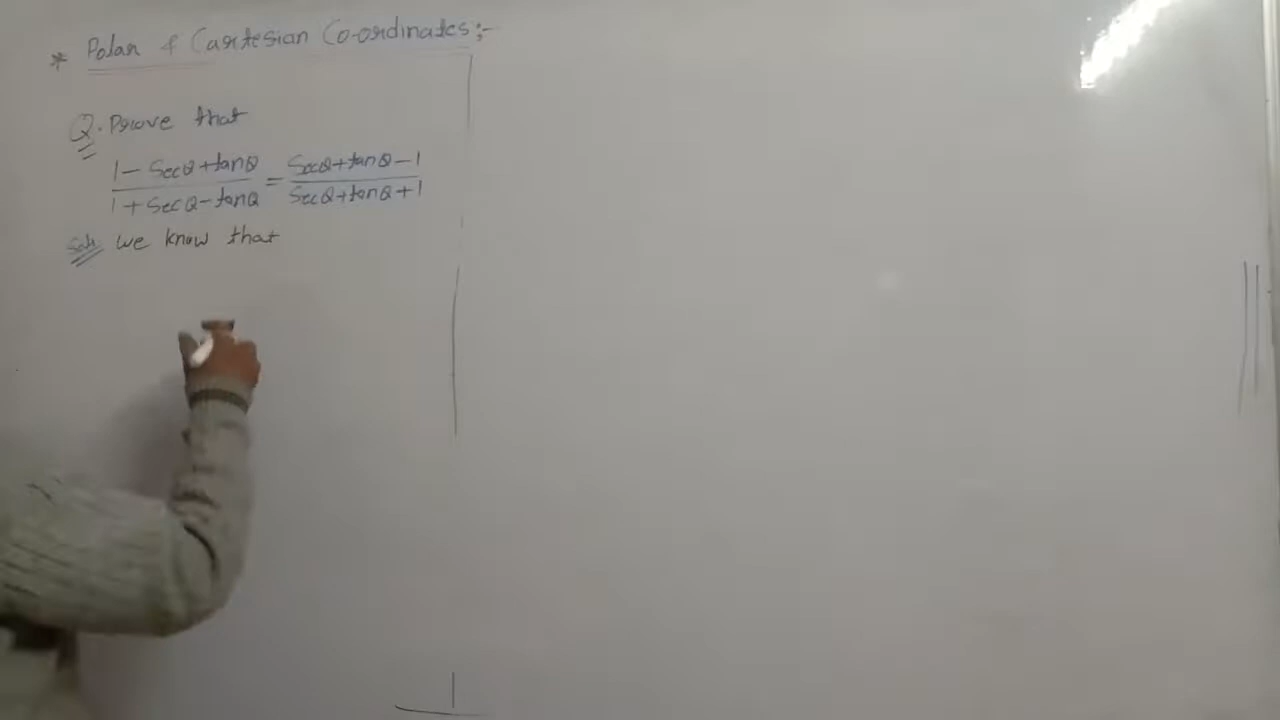 * Polar & Cartesian Co-ordinates:-
Q. Prove that
1 - Secθ + tanθ / 1 + Secθ - tanθ = Secθ + tanθ - 1 / Secθ + tanθ + 1
Soln. we know that